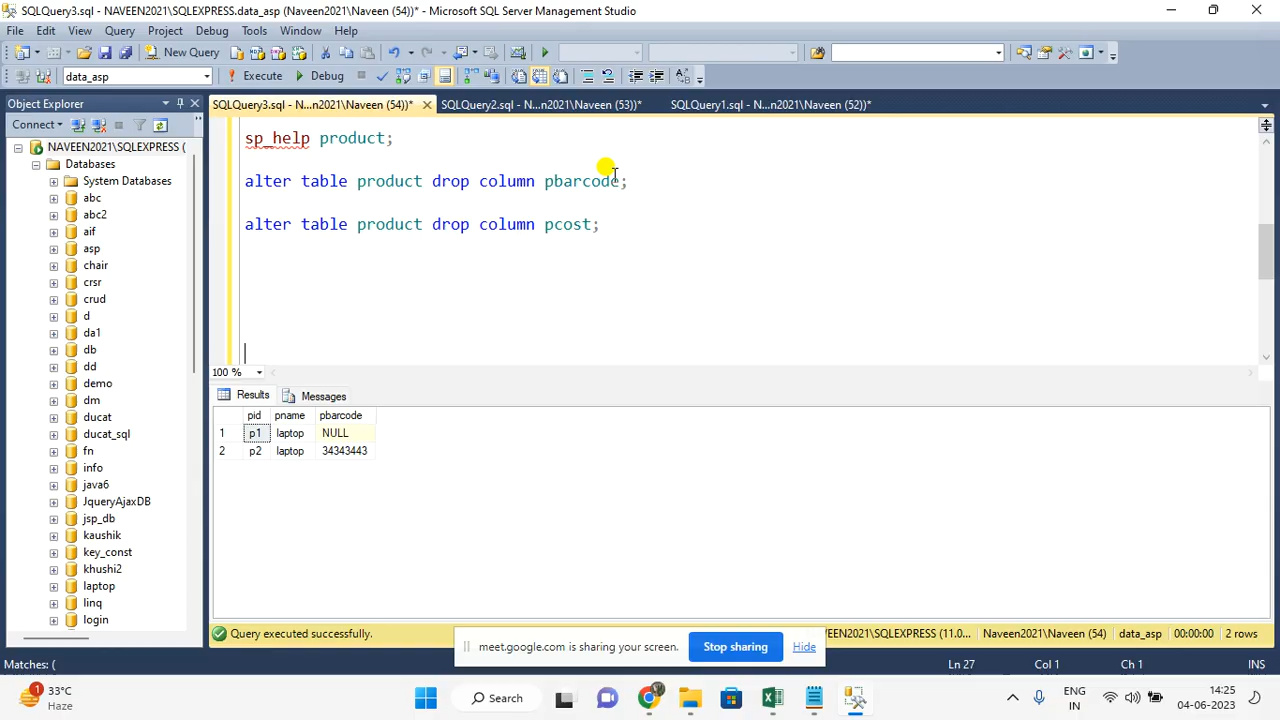 SQLQuery3.sql - NAVEEN2021\SQLEXPRESS.data_asp (Naveen2021\Naveen (54))* - Microsoft SQL Server Management Studio
File Edit View Query Project Debug Tools Window Help
New Query
data_asp Execute Debug
Object Explorer
SQLQuery3.sql - N...n2021\Naveen (54))*
SQLQuery2.sql - N...n2021\Naveen (53))*
SQLQuery1.sql - N...n2021\Naveen (52))*
Connect
NAVEEN2021\SQLEXPRESS (
Databases
System Databases
abc
abc2
aif
asp
chair
crsr
crud
d
da1
db
dd
demo
dm
ducat
ducat_sql
fn
info
java6
JqueryAjaxDB
jsp_db
kaushik
key_const
khushi2
laptop
linq
login
sp_help product;
alter table product drop column pbarcode;
alter table product drop column pcost;
100 %
Results Messages
pid pname pbarcode
1 p1 laptop NULL
2 p2 laptop 34343443
Query executed successfully.
VEEN2021\SQLEXPRESS (11.0... Naveen2021\Naveen (54) data_asp 00:00:00 2 rows
meet.google.com is sharing your screen. Stop sharing Hide
Matches: (
Ln 27 Col 1 Ch 1 INS
1
33°C
Haze
Search
ENG
IN
14:25
04-06-2023